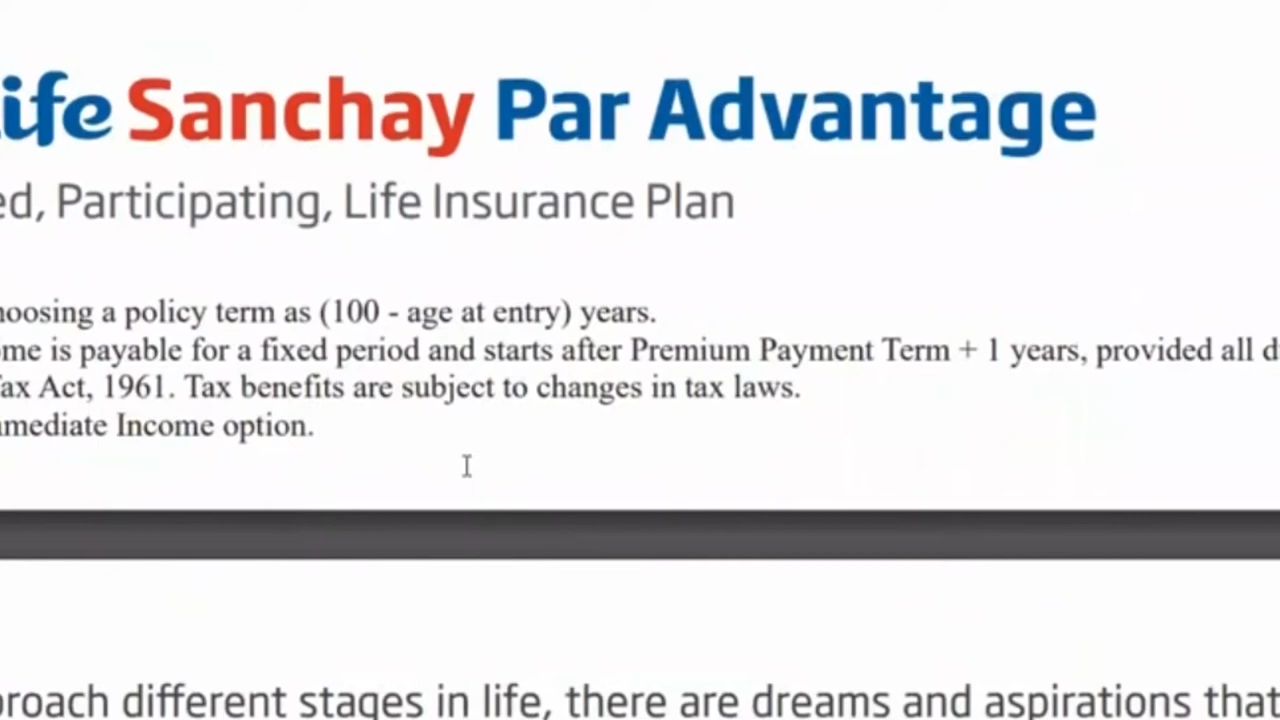 ife Sanchay Par Advantage
ed, Participating, Life Insurance Plan
hoosing a policy term as (100 - age at entry) years.
ome is payable for a fixed period and starts after Premium Payment Term + 1 years, provided all d
Tax Act, 1961. Tax benefits are subject to changes in tax laws.
mmediate Income option.
proach different stages in life, there are dreams and aspirations that